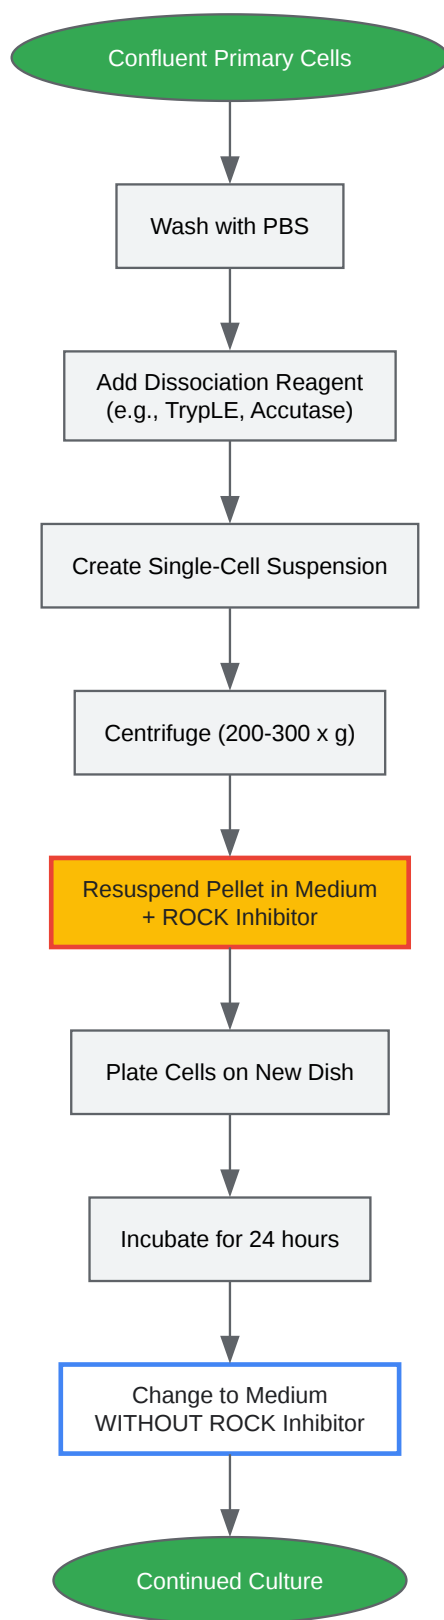 Confluent Primary Cells
Wash with PBS
Add Dissociation Reagent
(e.g., TrypLE, Accutase)
Create Single-Cell Suspension
Centrifuge (200-300 x g)
Resuspend Pellet in Medium
+ ROCK Inhibitor
Plate Cells on New Dish
Incubate for 24 hours
Change to Medium
WITHOUT ROCK Inhibitor
Continued Culture